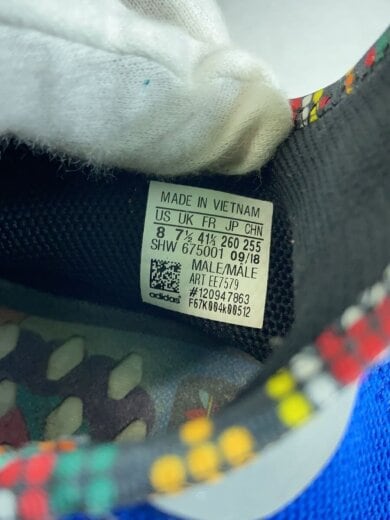 MADE IN VIETNAM
US UK FR JP CHN
8 7½ 41⅓ 260 255
SHW 675001 09/18
MALE/MALE
ART EE7579
#120947863
adidas F67K004k00512